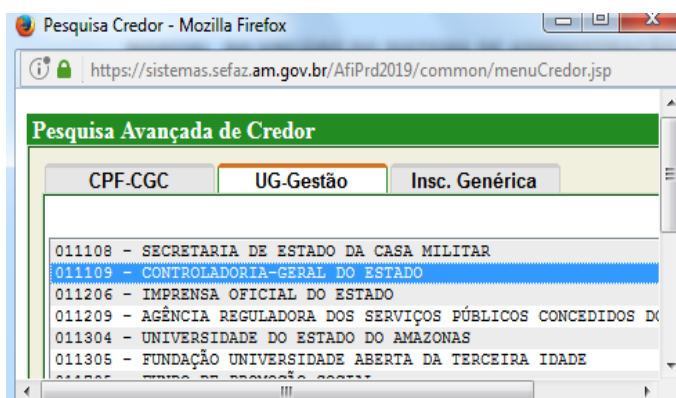 Pesquisa Credor - Mozilla Firefox
https://sistemas.sefaz.am.gov.br/AfiPrd2019/common/menuCredor.jsp
Pesquisa Avançada de Credor
CPF-CGC UG-Gestão Insc. Genérica
011108 - SECRETARIA DE ESTADO DA CASA MILITAR
011109 - CONTROLADORIA-GERAL DO ESTADO
011206 - IMPRENSA OFICIAL DO ESTADO
011209 - AGÊNCIA REGULADORA DOS SERVIÇOS PÚBLICOS CONCEDIDOS
011304 - UNIVERSIDADE DO ESTADO DO AMAZONAS
011305 - FUNDAÇÃO UNIVERSIDADE ABERTA DA TERCEIRA IDADE